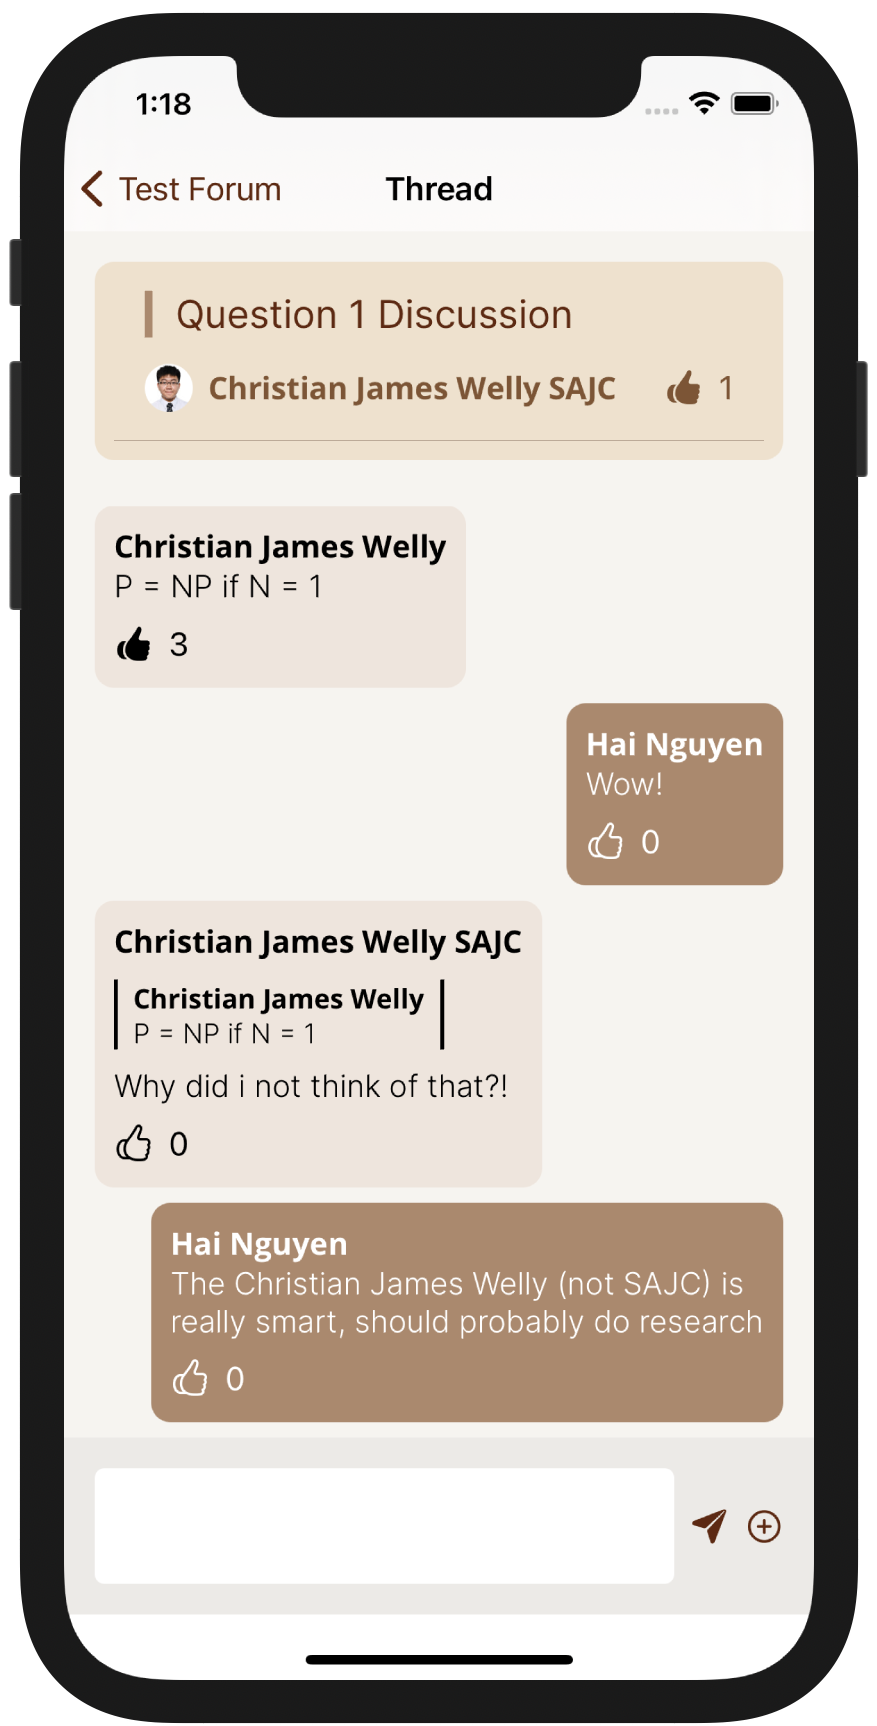 1:18
Test Forum
Thread
Question 1 Discussion
Christian James Welly SAJC
1
Christian James Welly
P = NP if N = 1
3
Hai Nguyen
Wow!
0
Christian James Welly SAJC
Christian James Welly
P = NP if N = 1
Why did i not think of that?!
0
Hai Nguyen
The Christian James Welly (not SAJC) is
really smart, should probably do research
0